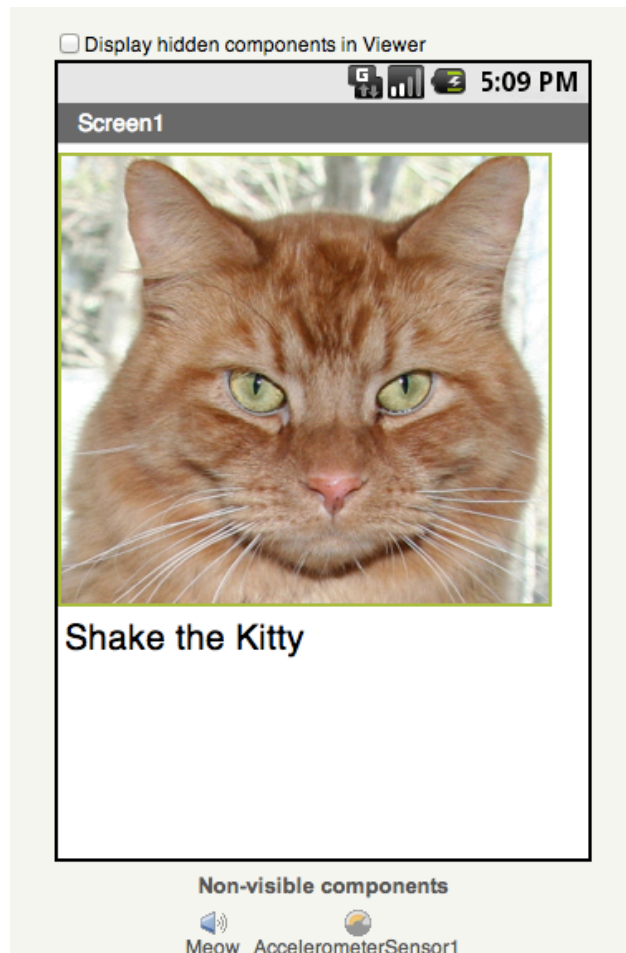 Display hidden components in Viewer
G
5:09 PM
Screen1
Shake the Kitty
Non-visible components
Meow AccelerometerSensor1